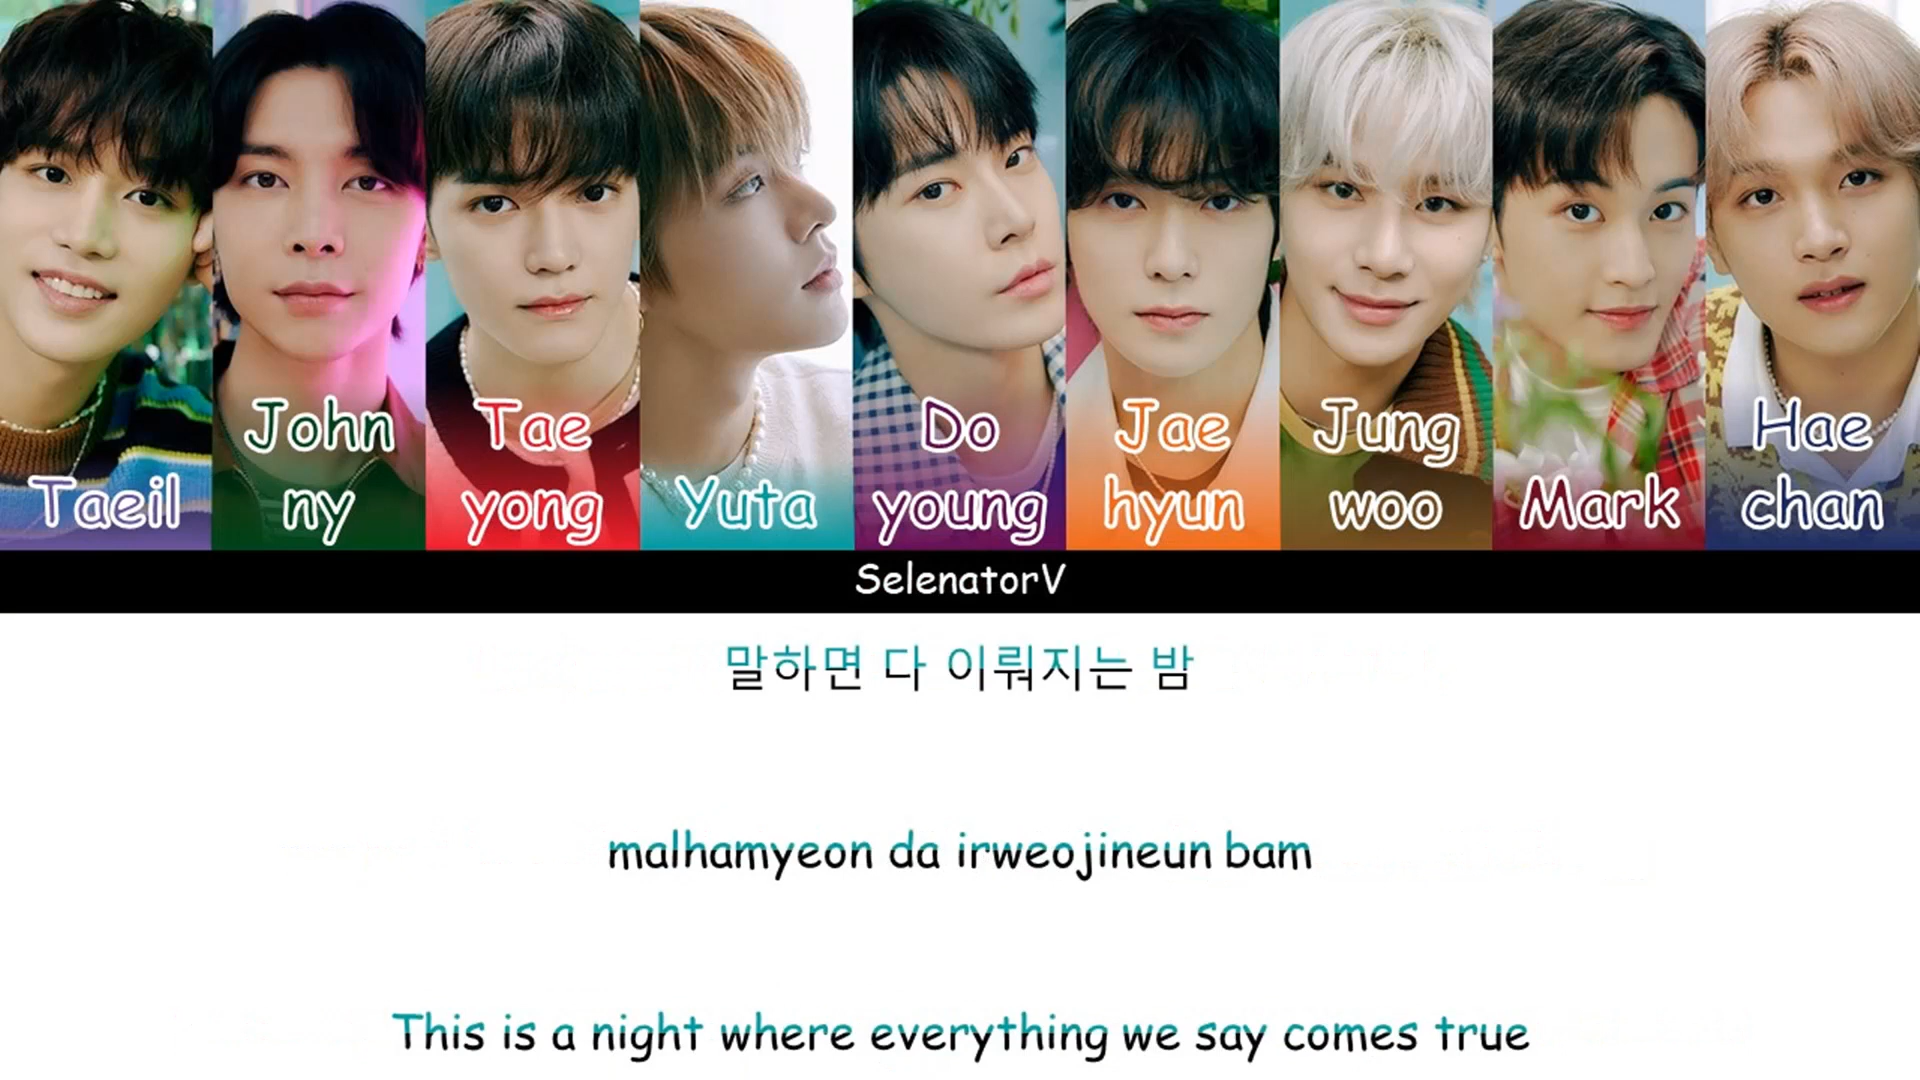 Taeil
John
ny
Tae
yong
Yuta
Do
young
Jae
hyun
Jung
woo
Mark
Hae
chan
SelenatorV
말하면 다 이뤄지는 밤
malhamyeon da irweojineun bam
This is a night where everything we say comes true